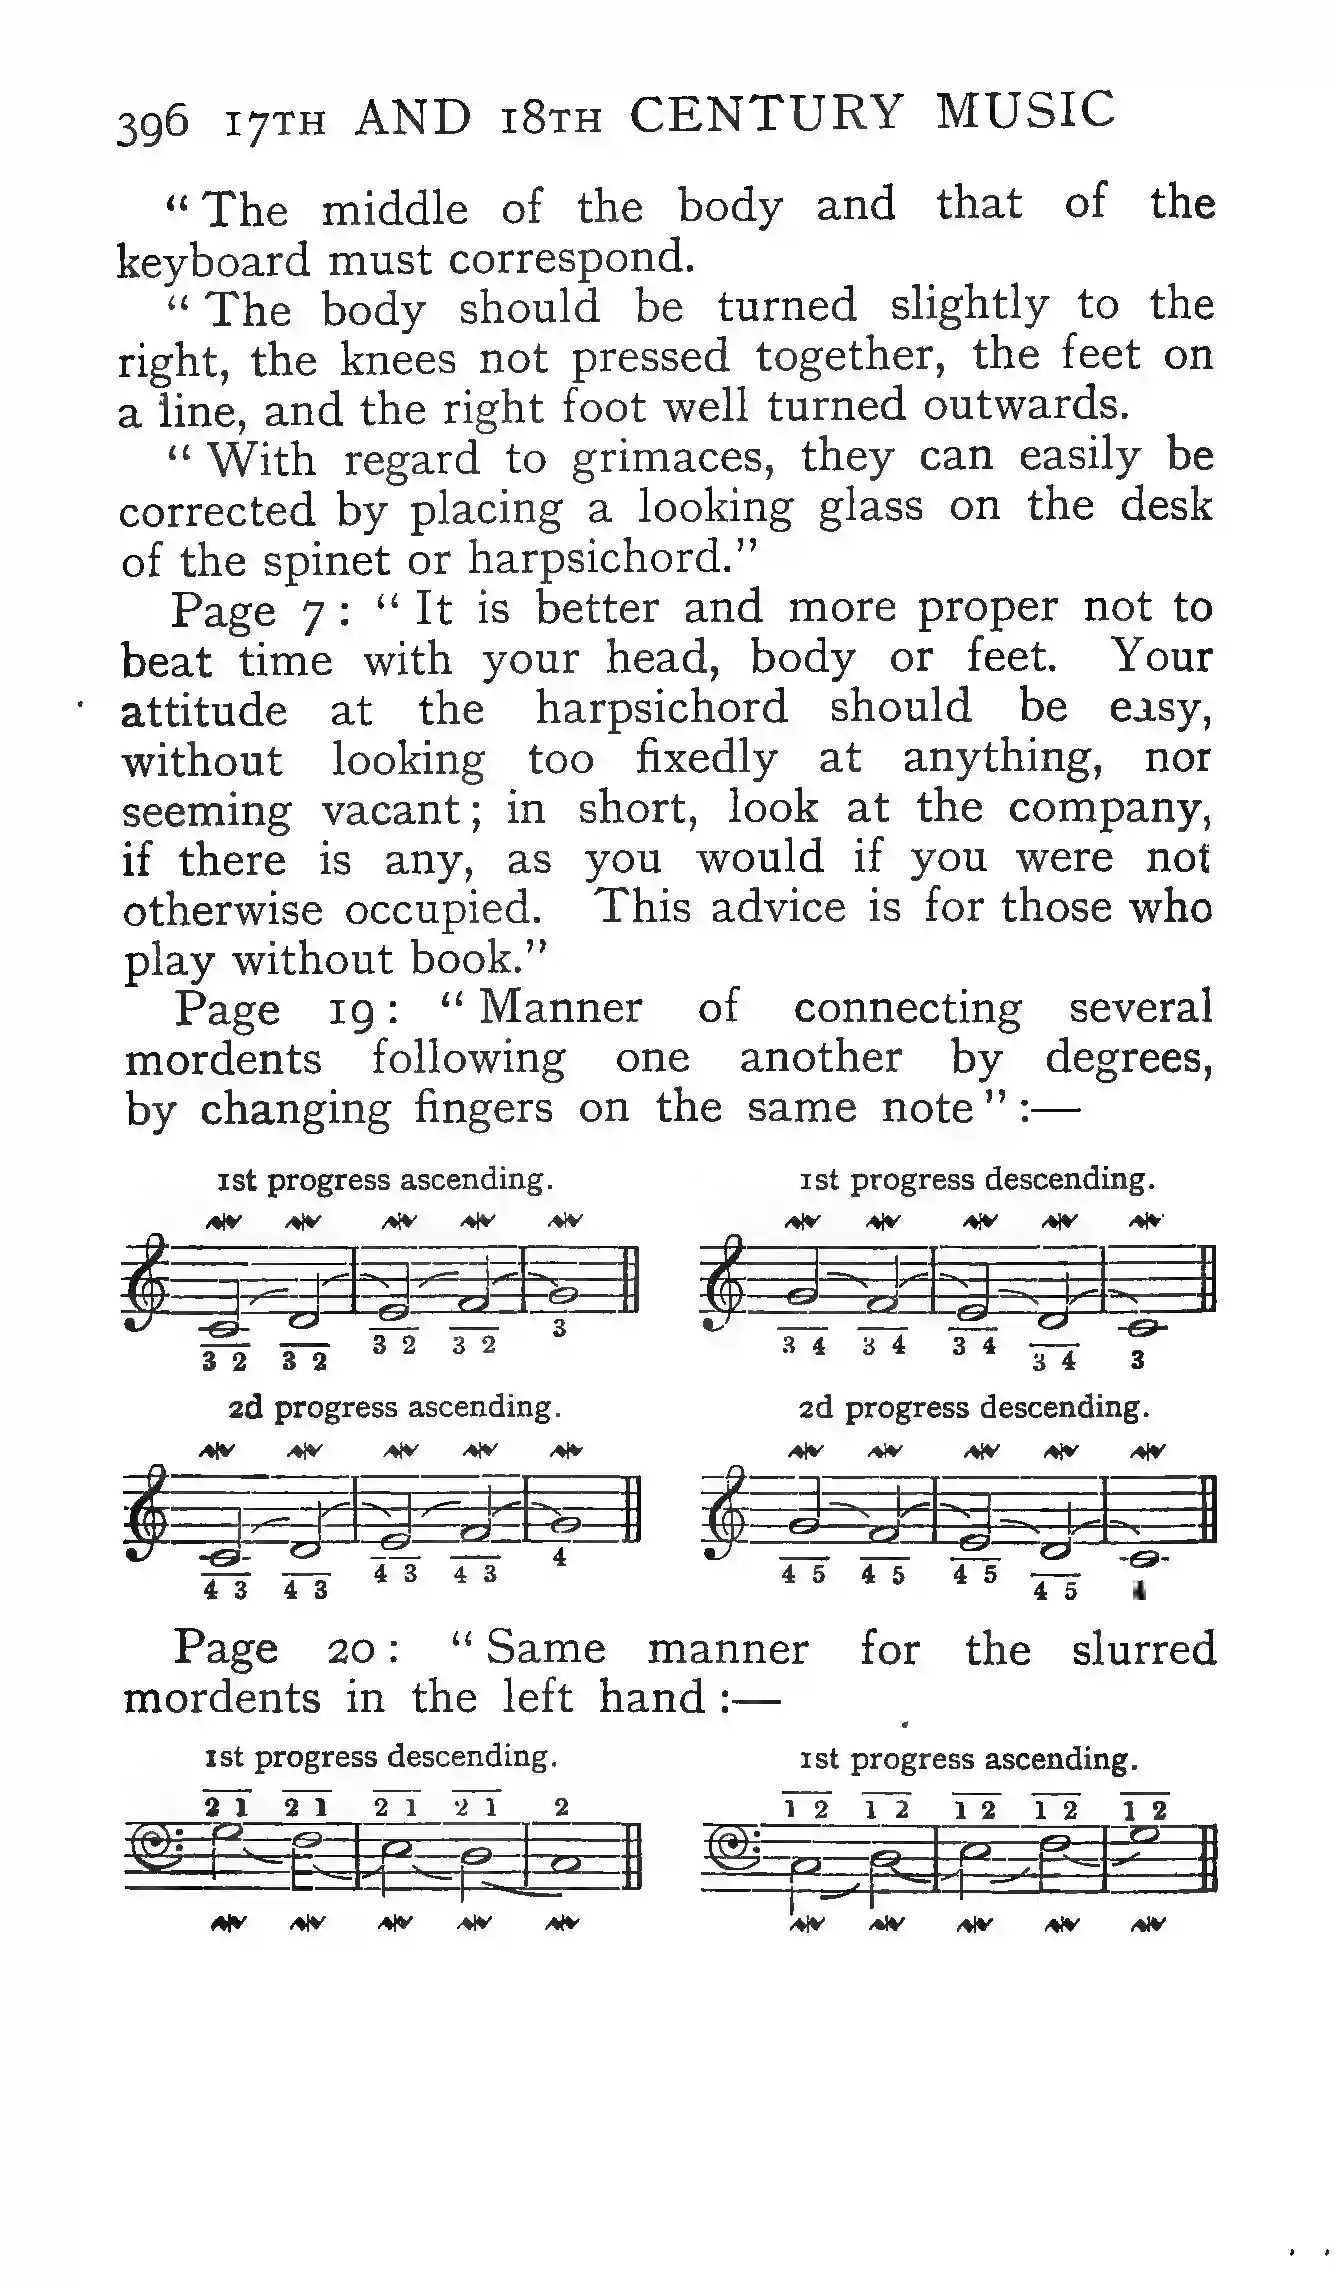 396 17TH AND 18TH CENTURY MUSIC
“ The middle of the body and that of the
keyboard must correspond.
“ The body should be turned slightly to the
right, the knees not pressed together, the feet on
a line, and the right foot well turned outwards.
“ With regard to grimaces, they can easily be
corrected by placing a looking glass on the desk
of the spinet or harpsichord.”
Page 7 : “ It is better and more proper not to
beat time with your head, body or feet. Your
attitude at the harpsichord should be easy,
without looking too fixedly at anything, nor
seeming vacant ; in short, look at the company,
if there is any, as you would if you were not
otherwise occupied. This advice is for those who
play without book.”
Page 19 : “ Manner of connecting several
mordents following one another by degrees,
by changing fingers on the same note ” :—
1st progress ascending. 1st progress descending.
3 2 3 2 3 2 3 2 3 3 4 3 4 3 4 3 4 3
2d progress ascending. 2d progress descending.
4 3 4 3 4 3 4 3 4 4 5 4 5 4 5 4 5
Page 20 : “ Same manner for the slurred
mordents in the left hand :—
1st progress descending. 1st progress ascending.
2 1 2 1 2 1 2 1 2 1 2 1 2 1 2 1 2 1 2